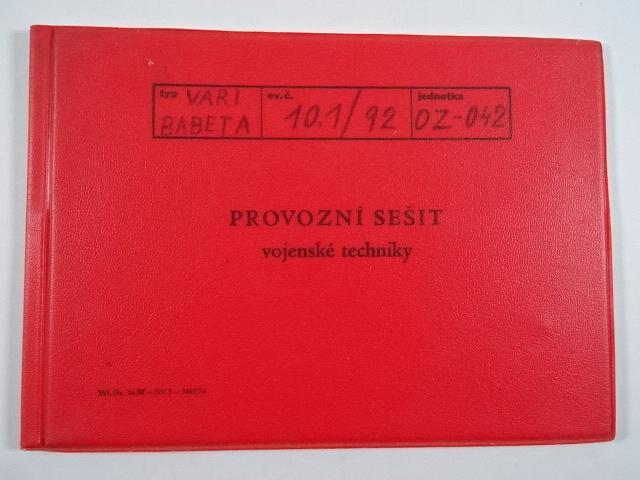 typ VARI BABETA
ev.č. 10.1/92
jednotka OZ-042
PROVOZNÍ SEŠIT
vojenské techniky